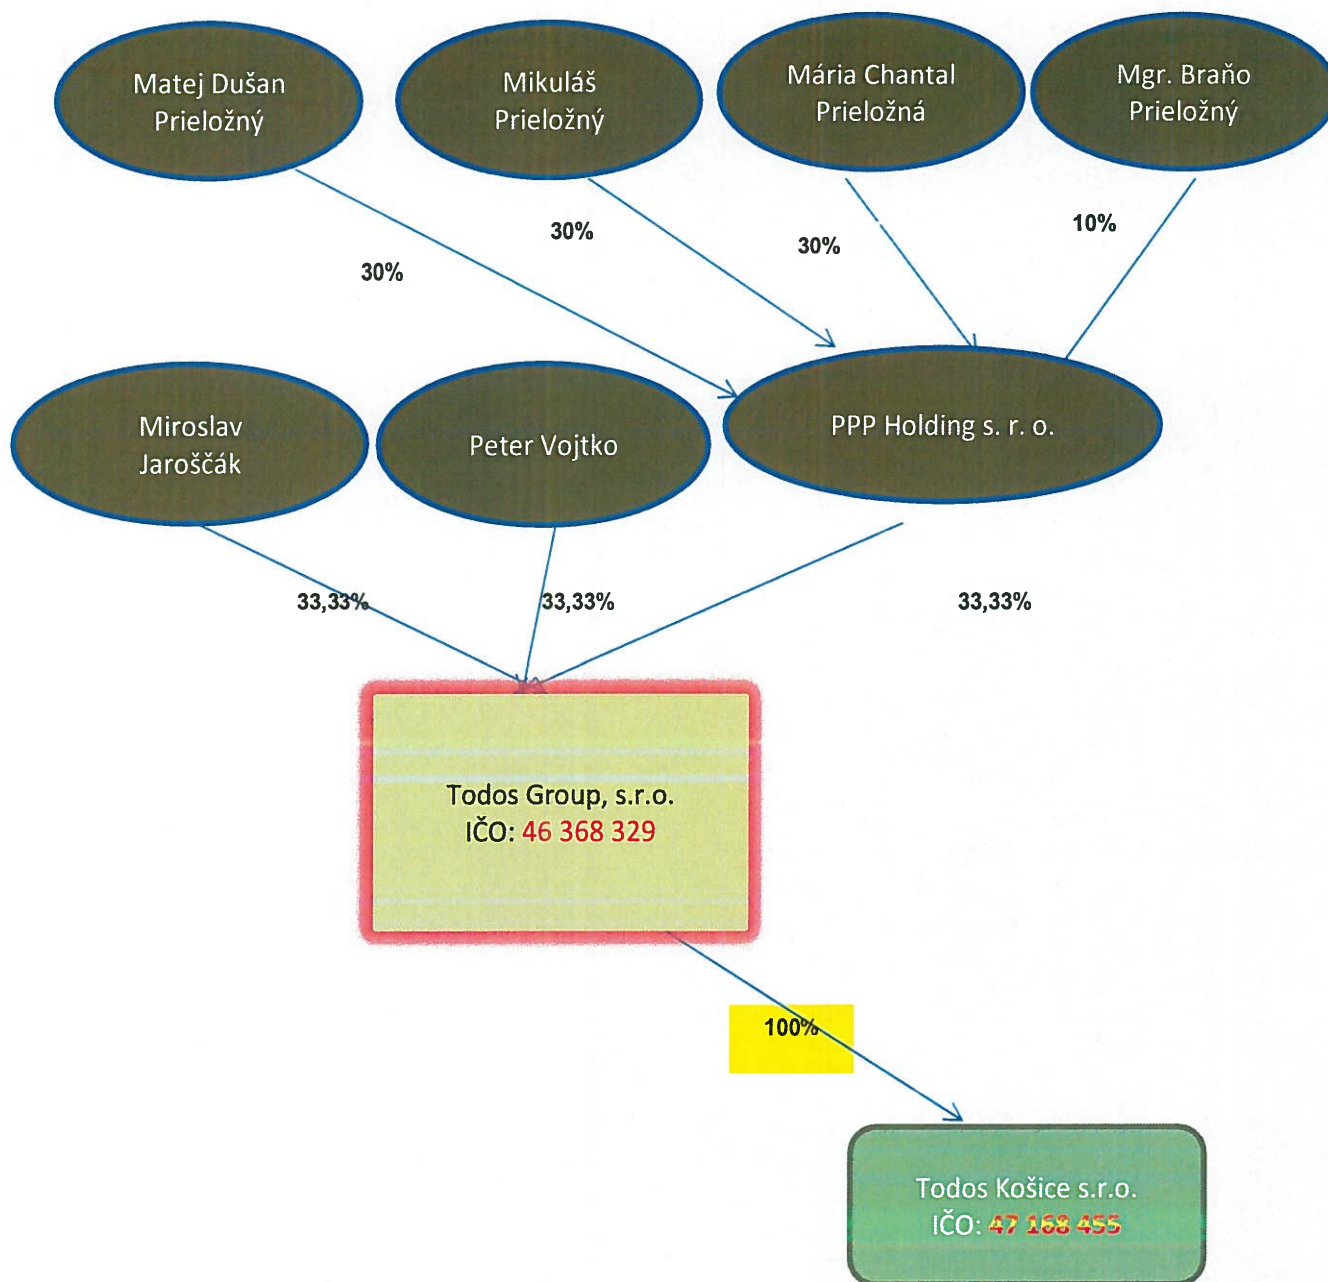 Matej Dušan
Prieložný
Mikuláš
Prieložný
Mária Chantal
Prieložná
Mgr. Braňo
Prieložný
30%
30%
30%
10%
Miroslav
Jaroščák
Peter Vojtko
PPP Holding s. r. o.
33,33%
33,33%
33,33%
Todos Group, s.r.o.
IČO: 46 368 329
100%
Todos Košice s.r.o.
IČO: 47 168 455